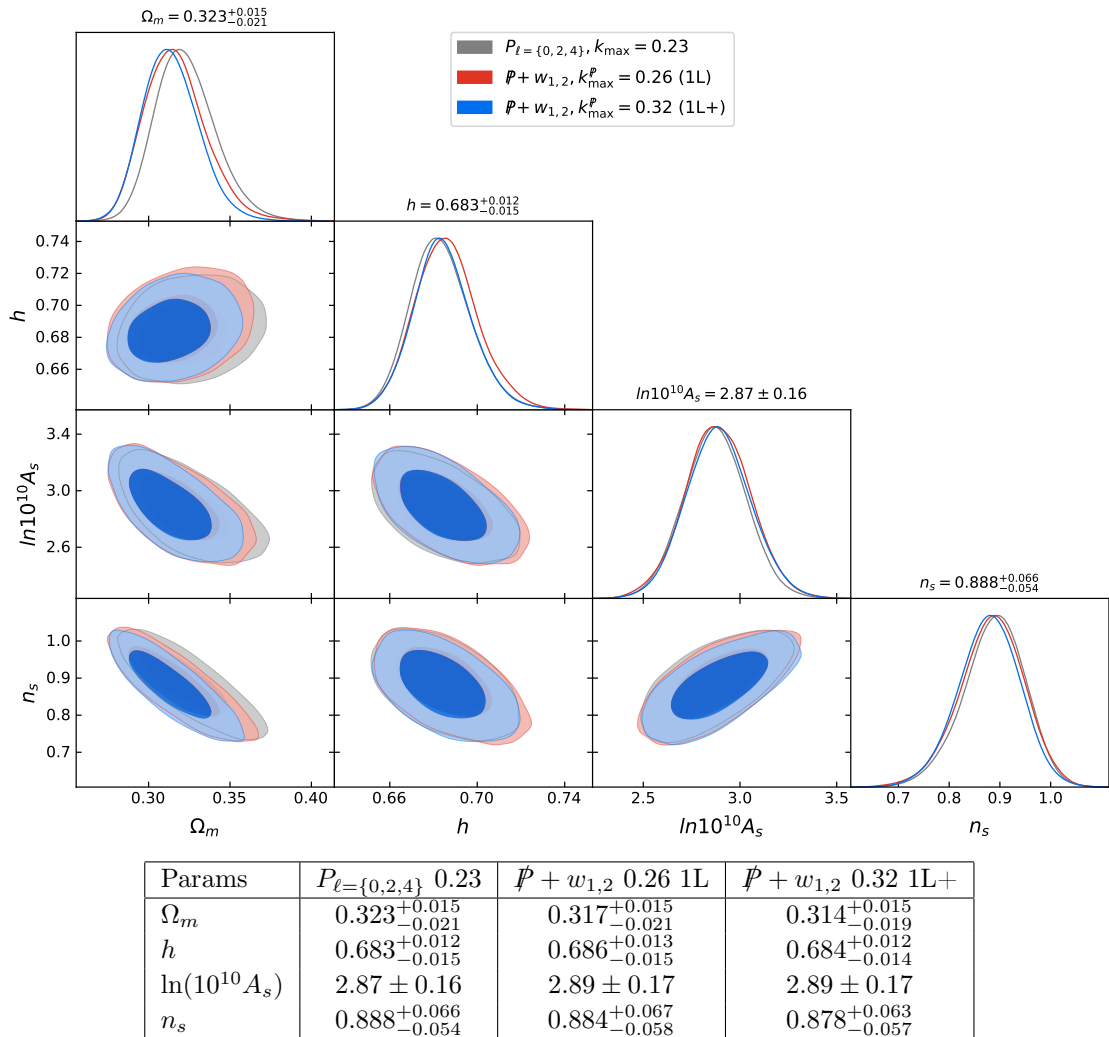 Ω_m = 0.323^{+0.015}_{-0.021}
P_{ℓ={0,2,4}}, k_max = 0.23
P̸ + w_{1,2}, k^{P̸}_max = 0.26 (1L)
P̸ + w_{1,2}, k^{P̸}_max = 0.32 (1L+)
h = 0.683^{+0.012}_{-0.015}
0.74
0.72
0.70
0.68
0.66
h
ln10^{10}A_s = 2.87 ± 0.16
3.4
3.0
2.6
ln10^{10}A_s
n_s = 0.888^{+0.066}_{-0.054}
1.0
0.9
0.8
0.7
n_s
0.30 0.35 0.40 0.66 0.70 0.74 2.5 3.0 3.5 0.7 0.8 0.9 1.0
Ω_m h ln10^{10}A_s n_s
Params P_{ℓ={0,2,4}} 0.23 P̸ + w_{1,2} 0.26 1L P̸ + w_{1,2} 0.32 1L+
Ω_m 0.323^{+0.015}_{-0.021} 0.317^{+0.015}_{-0.021} 0.314^{+0.015}_{-0.019}
h 0.683^{+0.012}_{-0.015} 0.686^{+0.013}_{-0.015} 0.684^{+0.012}_{-0.014}
ln(10^{10}A_s) 2.87 ± 0.16 2.89 ± 0.17 2.89 ± 0.17
n_s 0.888^{+0.066}_{-0.054} 0.884^{+0.067}_{-0.058} 0.878^{+0.063}_{-0.057}